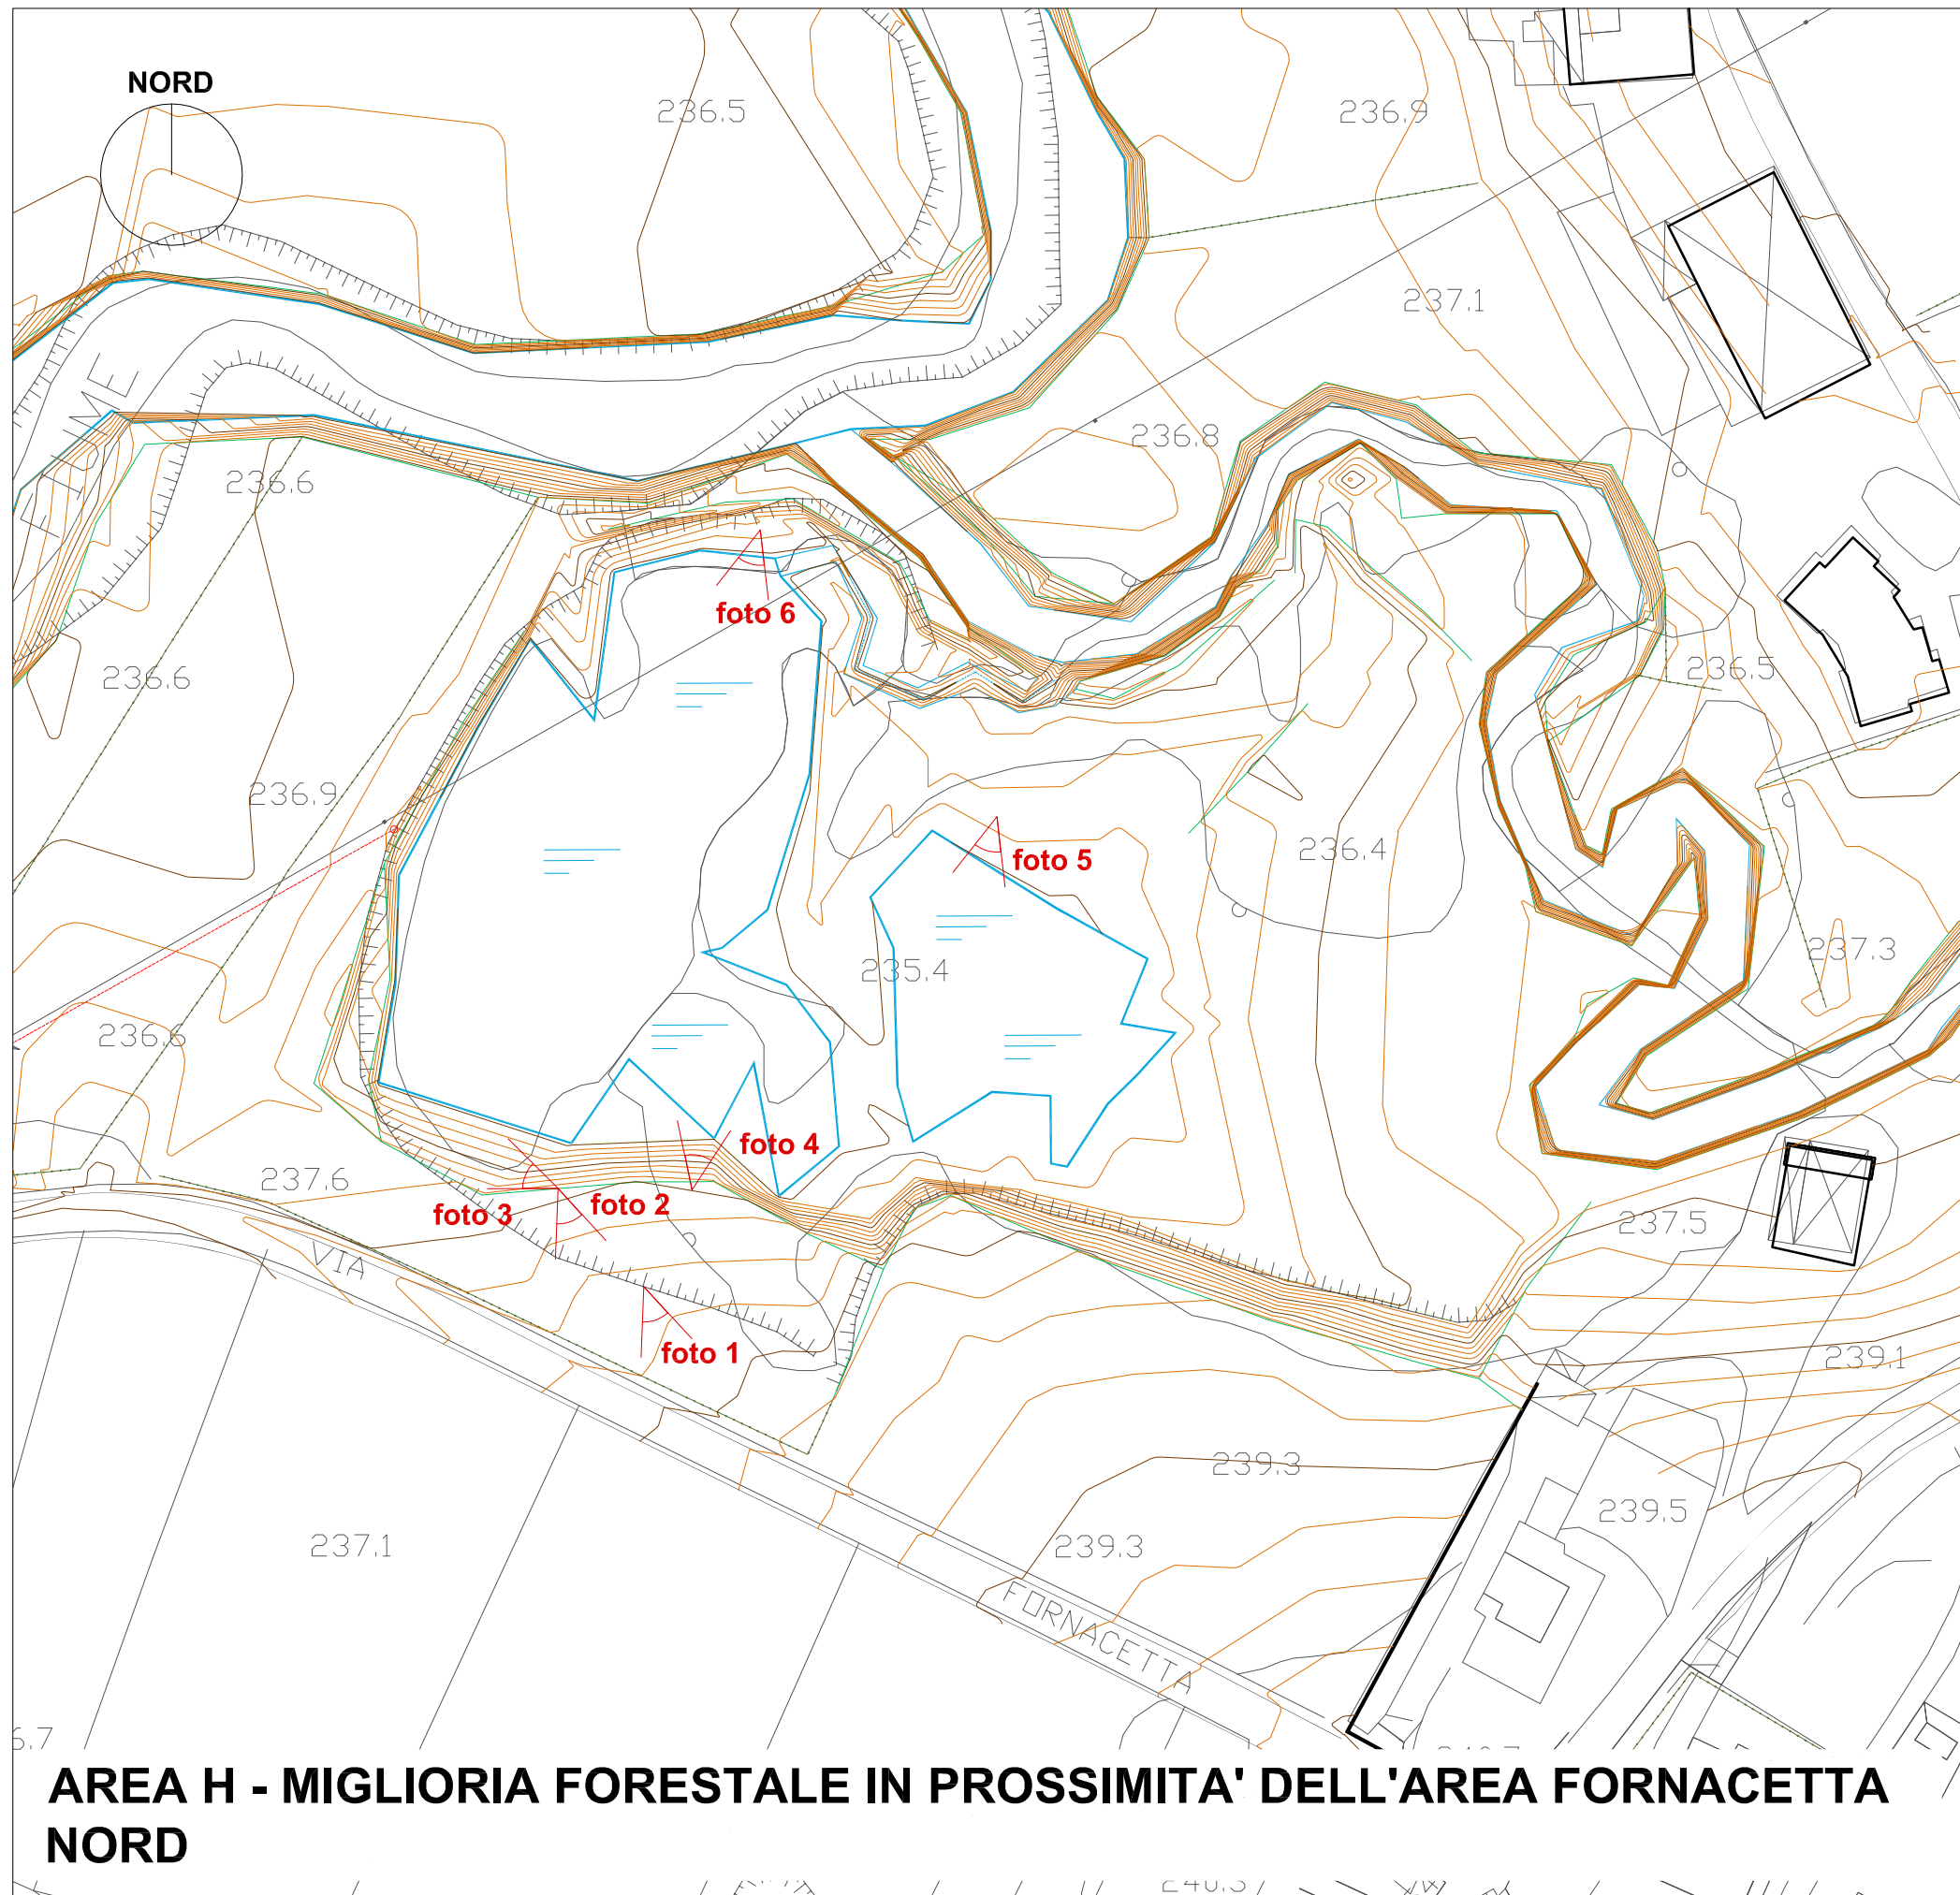 NORD
236.5
236.9
237.1
236.8
236.6
foto 6
236.6
236.5
236.9
236.4
foto 5
235.4
237.3
236.6
foto 4
237.6
foto 2
foto 3
237.5
VIA
foto 1
239.1
239.3
239.5
237.1
239.3
FORNACETTA
AREA H - MIGLIORIA FORESTALE IN PROSSIMITA' DELL'AREA FORNACETTA
NORD